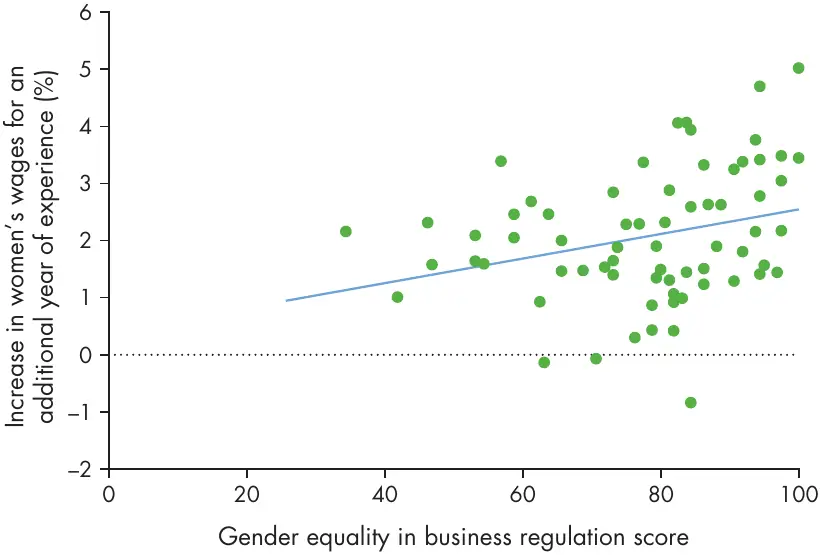 6
5
4
3
2
1
0
–1
–2
0 20 40 60 80 100
Increase in women's wages for an
additional year of experience (%)
Gender equality in business regulation score